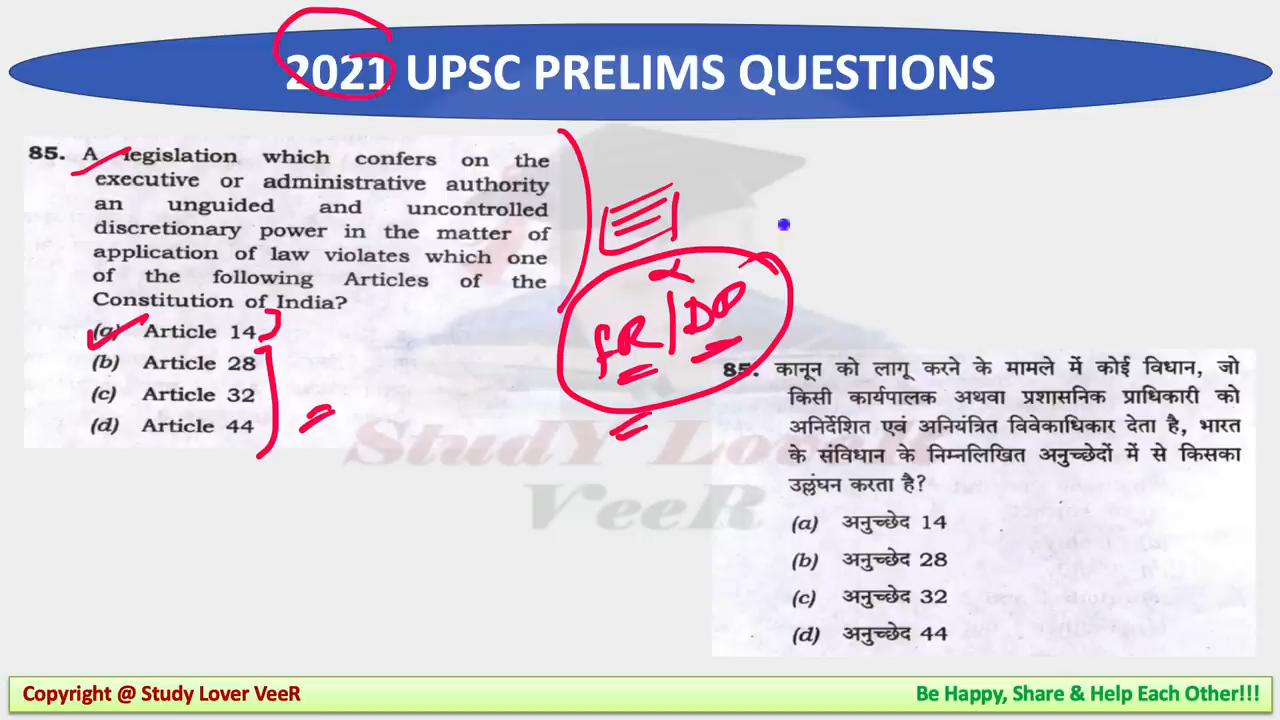 2021 UPSC PRELIMS QUESTIONS
85. A legislation which confers on the
executive or administrative authority
an unguided and uncontrolled
discretionary power in the matter of
application of law violates which one
of the following Articles of the
Constitution of India?
(a) Article 14
(b) Article 28
(c) Article 32
(d) Article 44
FR/DP
StudY LoveR
VeeR
85. कानून को लागू करने के मामले में कोई विधान, जो
किसी कार्यपालक अथवा प्रशासनिक प्राधिकारी को
अनिर्देशित एवं अनियंत्रित विवेकाधिकार देता है, भारत
के संविधान के निम्नलिखित अनुच्छेदों में से किसका
उल्लंघन करता है?
(a) अनुच्छेद 14
(b) अनुच्छेद 28
(c) अनुच्छेद 32
(d) अनुच्छेद 44
Copyright @ Study Lover VeeR
Be Happy, Share & Help Each Other!!!